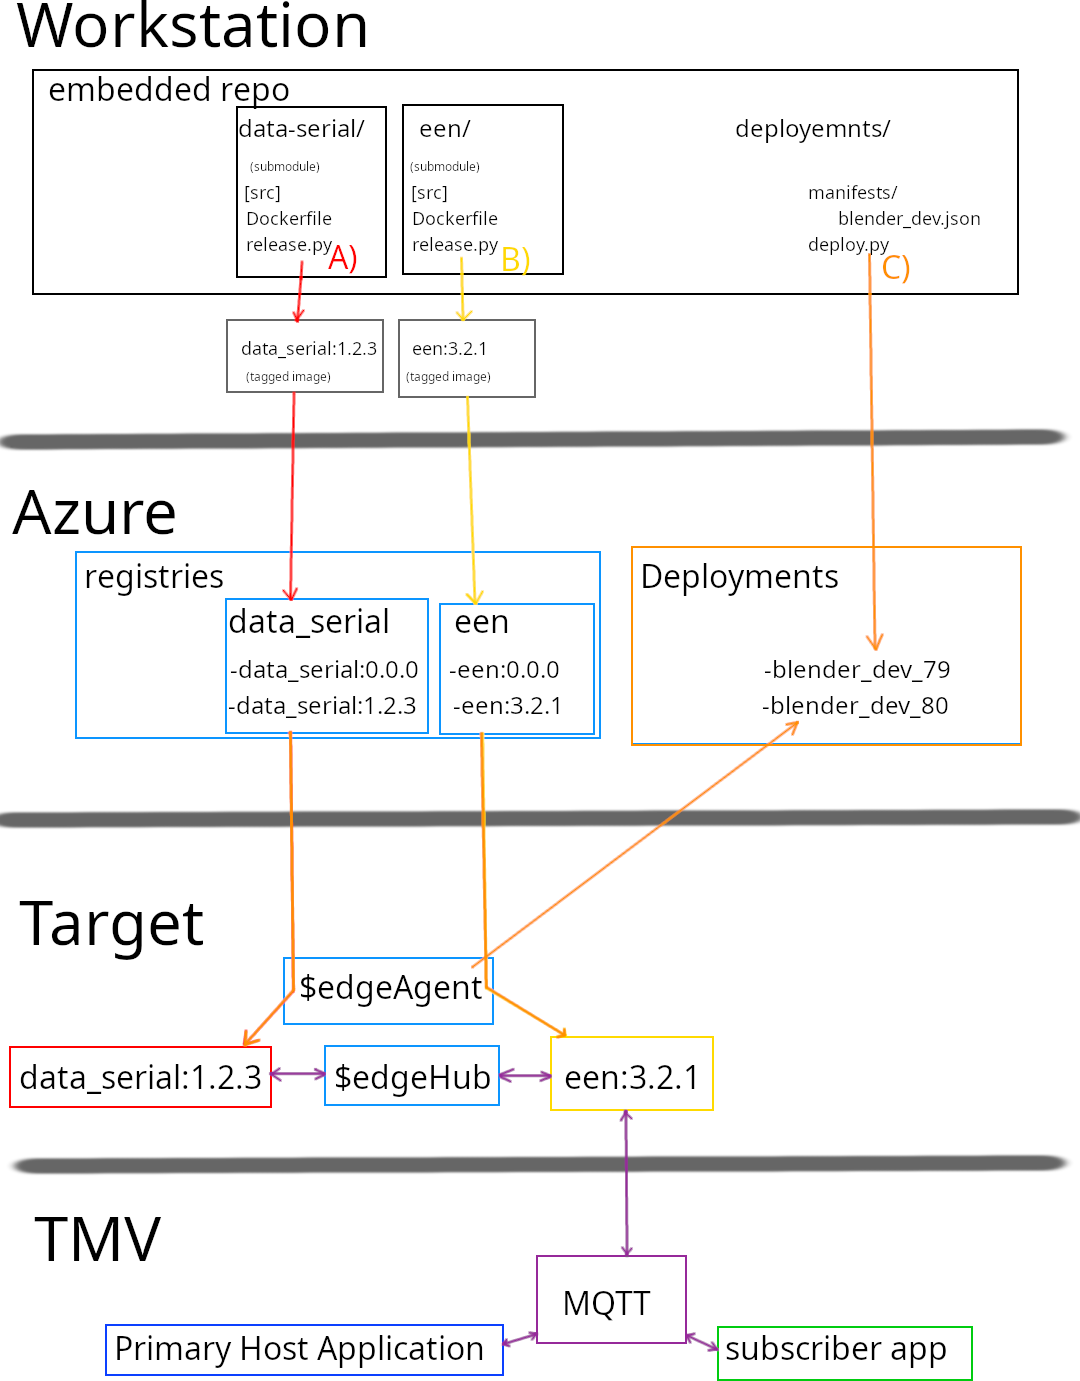 Workstation
embedded repo
data-serial/
(submodule)
[src]
Dockerfile
release.py
A)
een/
(submodule)
[src]
Dockerfile
release.py
B)
deployemnts/
manifests/
blender_dev.json
deploy.py
C)
data_serial:1.2.3
(tagged image)
een:3.2.1
(tagged image)
Azure
registries
data_serial
-data_serial:0.0.0
-data_serial:1.2.3
een
-een:0.0.0
-een:3.2.1
Deployments
-blender_dev_79
-blender_dev_80
Target
$edgeAgent
data_serial:1.2.3
$edgeHub
een:3.2.1
TMV
MQTT
Primary Host Application
subscriber app